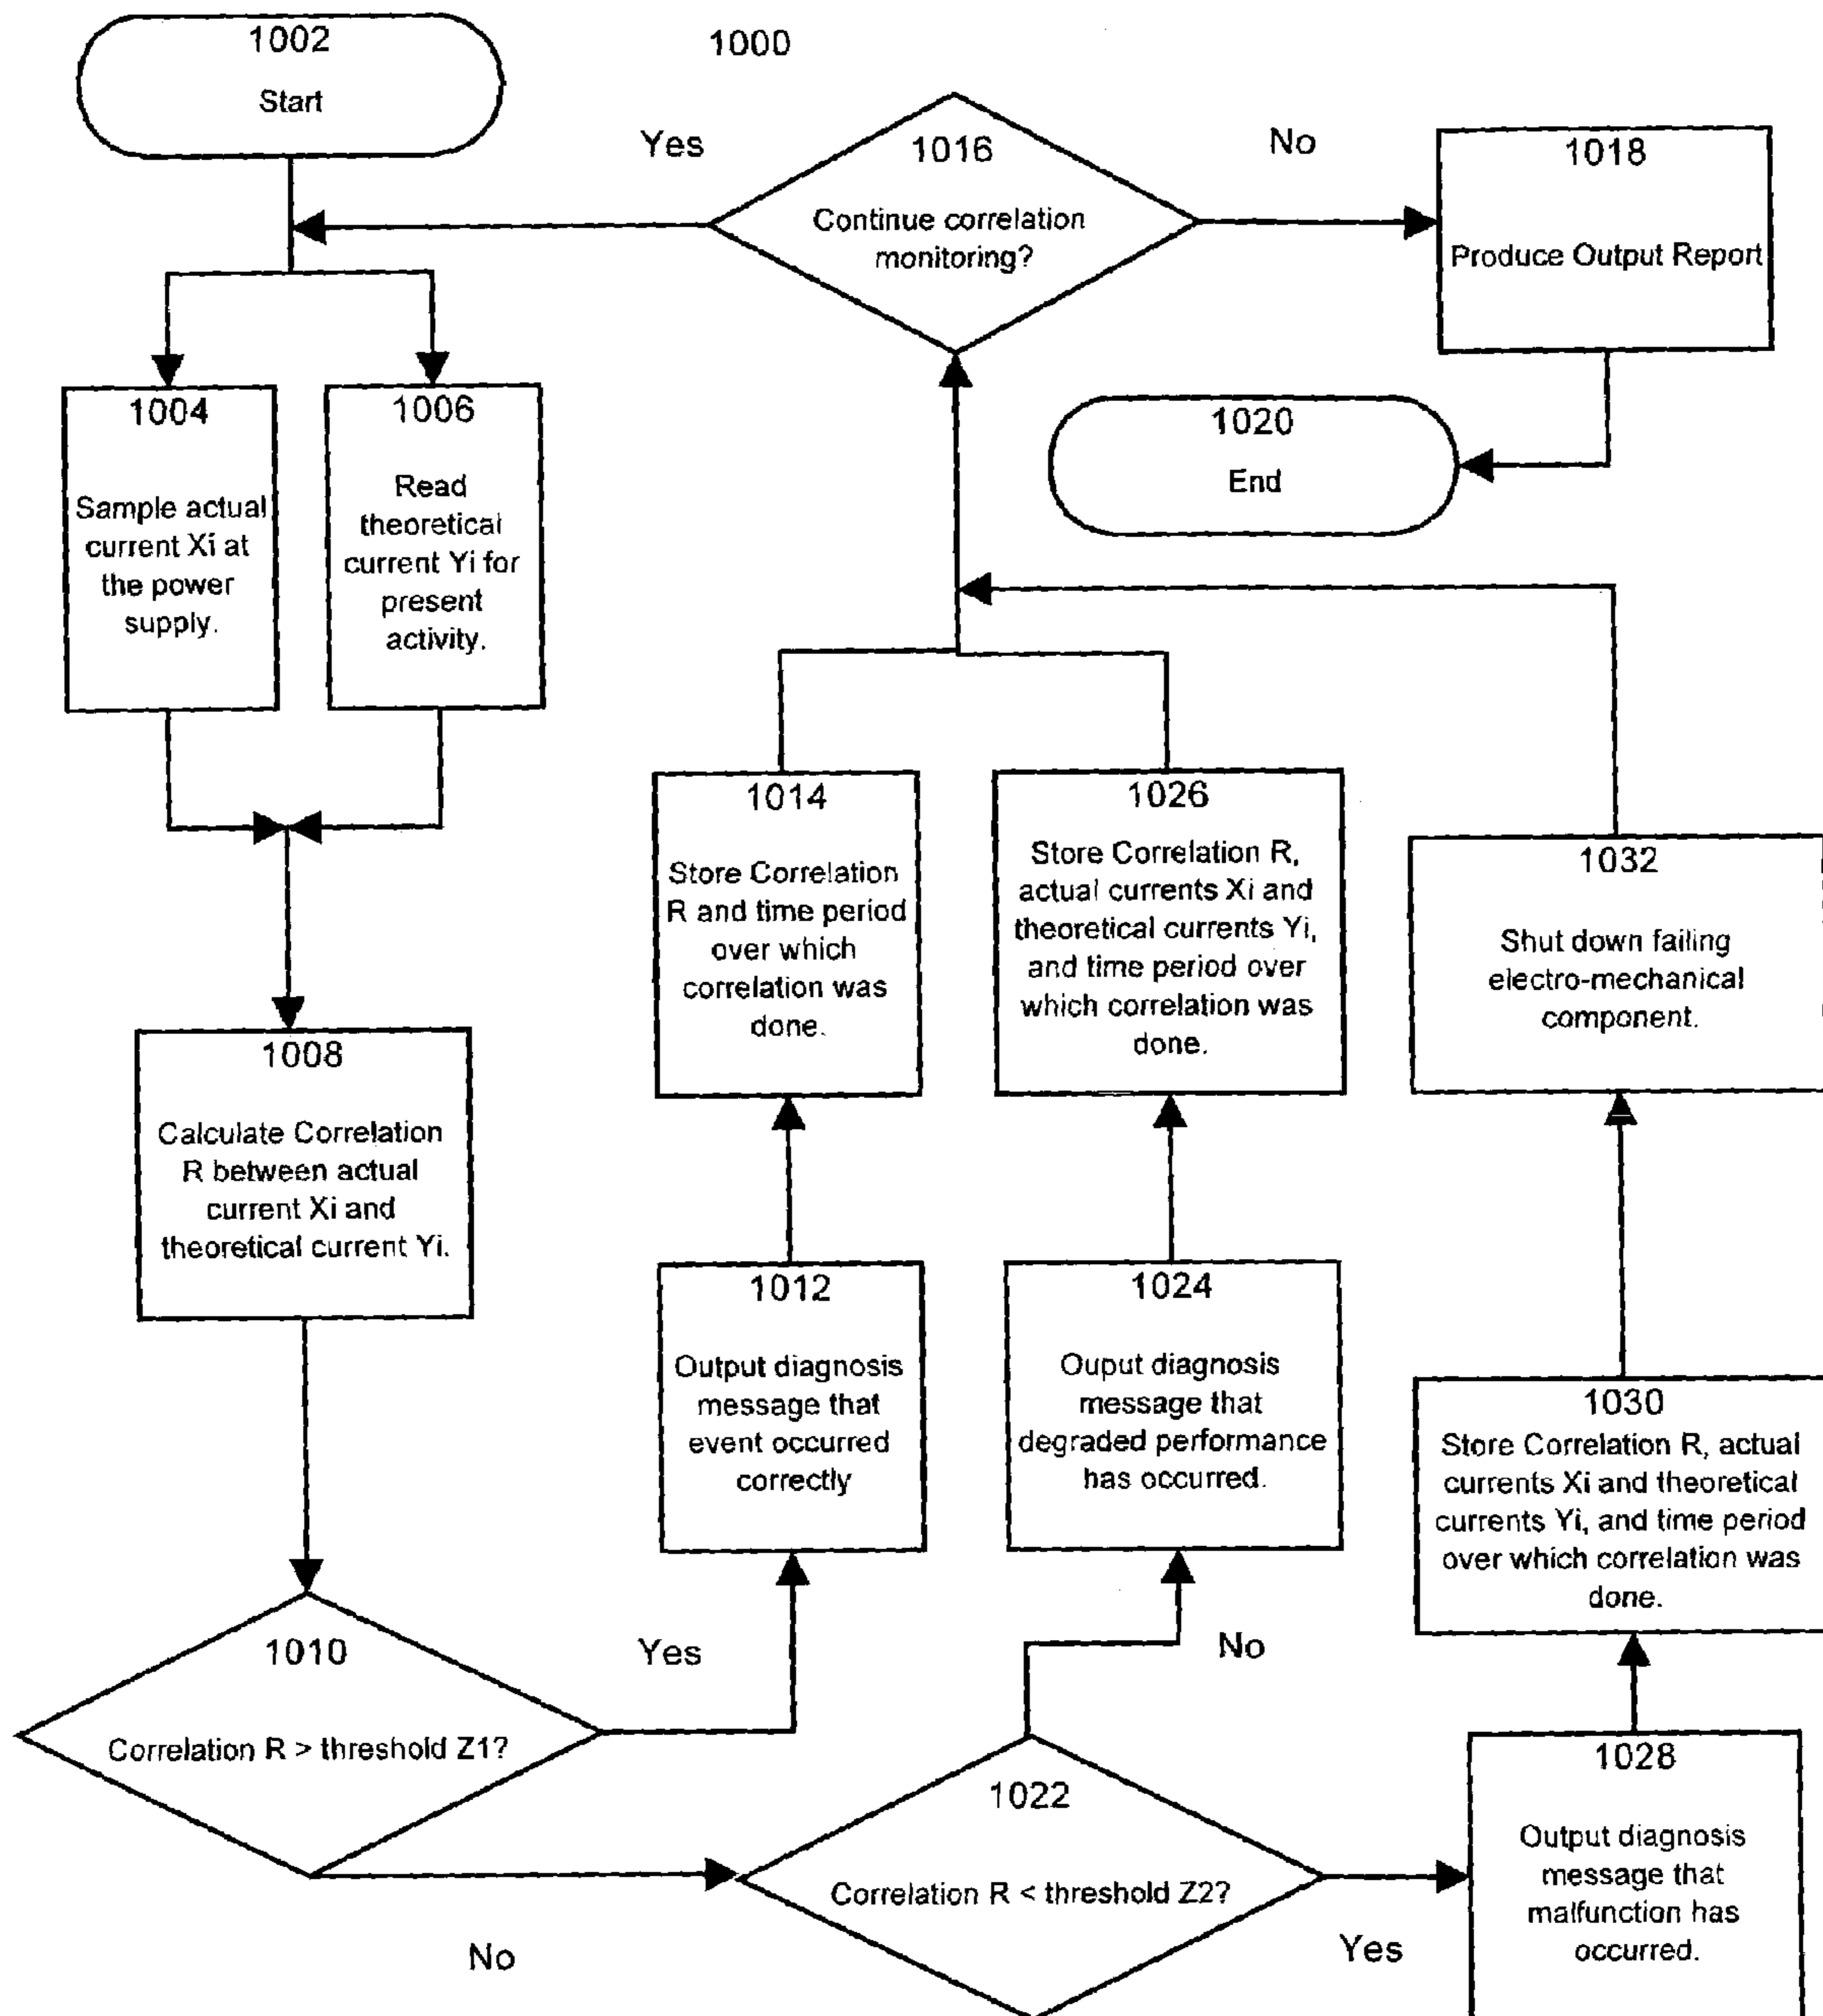 1002
Start
1000
Yes
1016
Continue correlation
monitoring?
No
1018
Produce Output Report
1020
End
1004
Sample actual
current Xi at
the power
supply.
1006
Read
theoretical
current Yi for
present
activity.
1008
Calculate Correlation
R between actual
current Xi and
theoretical current Yi.
1014
Store Correlation
R and time period
over which
correlation was
done.
1026
Store Correlation R,
actual currents Xi and
theoretical currents Yi,
and time period over
which correlation was
done.
1032
Shut down failing
electro-mechanical
component.
1012
Output diagnosis
message that
event occurred
correctly
1024
Ouput diagnosis
message that
degraded performance
has occurred.
1030
Store Correlation R, actual
currents Xi and theoretical
currents Yi, and time period
over which correlation was
done.
1010
Correlation R > threshold Z1?
Yes
No
1022
Correlation R < threshold Z2?
No
Yes
1028
Output diagnosis
message that
malfunction has
occurred.